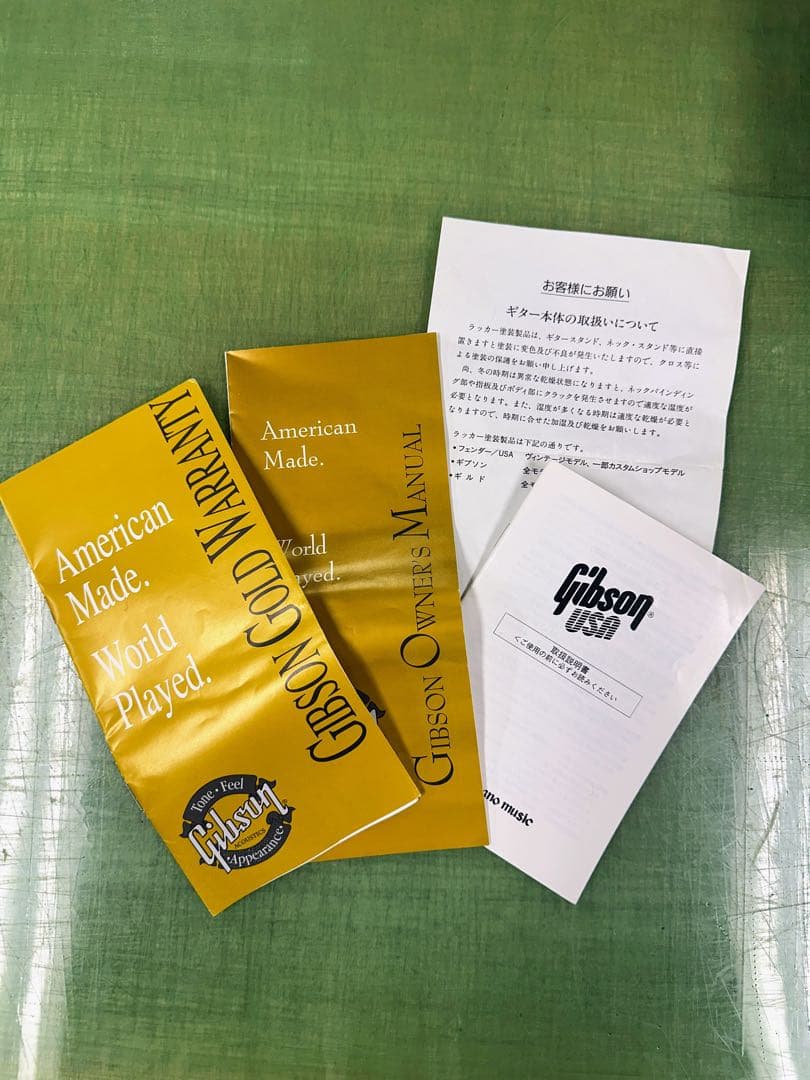 American
Made.
World
Played.
GIBSON GOLD WARRANTY
Tone • Feel
Gibson®
ACOUSTICS
• Appearance •
American
Made.
World
Played.
GIBSON OWNER'S MANUAL
お客様にお願い
ギター本体の取扱いについて
ラッカー塗装製品は、ギタースタンド、ネック・スタンド等に直接
置きますと塗装に変色及び不良が発生いたしますので、クロス等に
よる塗装の保護をお願い申し上げます。
尚、冬の時期は異常な乾燥状態になりますと、ネックバインディン
グ部や指板及びボディ部にクラックを発生させますので適度な湿度が
必要となります。また、湿度が多くなる時期は適度な乾燥が必要と
なりますので、時期に合せた加湿及び乾燥をお願いします。
ラッカー塗装製品は下記の通りです。
•フェンダー/USA ヴィンテージモデル、一部カスタムショップモデル
•ギブソン 全モ
•ギルド 全
Gibson®
USA
取扱説明書
くご使用の前に必ずお読みください
music